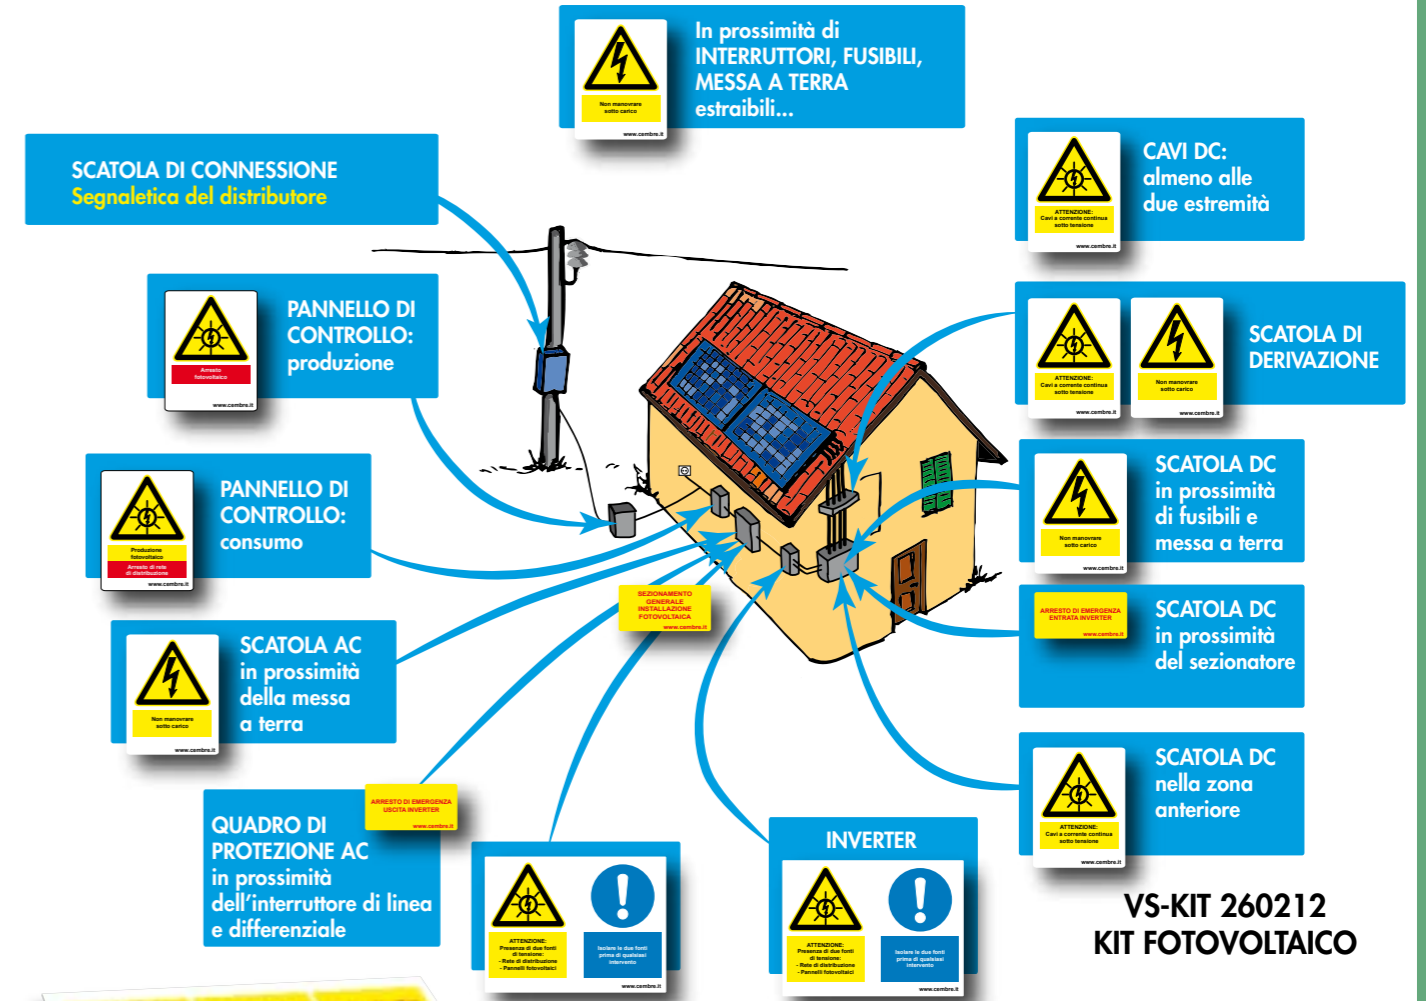 In prossimità di
INTERRUTTORI, FUSIBILI,
MESSA A TERRA
estraibili...
Non manovrare
sotto carico
www.cembre.it
SCATOLA DI CONNESSIONE
Segnaletica del distributore
CAVI DC:
almeno alle
due estremità
ATTENZIONE:
Cavi a corrente continua
sotto tensione
www.cembre.it
PANNELLO DI
CONTROLLO:
produzione
Arresto
fotovoltaico
www.cembre.it
SCATOLA DI
DERIVAZIONE
ATTENZIONE:
Cavi a corrente continua
sotto tensione
www.cembre.it
Non manovrare
sotto carico
www.cembre.it
PANNELLO DI
CONTROLLO:
consumo
Produzione
fotovoltaica
Arresto di rete
di distribuzione
www.cembre.it
SCATOLA DC
in prossimità
di fusibili e
messa a terra
Non manovrare
sotto carico
www.cembre.it
SEZIONAMENTO
GENERALE
INSTALLAZIONE
FOTOVOLTAICA
www.cembre.it
ARRESTO DI EMERGENZA
ENTRATA INVERTER
www.cembre.it
SCATOLA DC
in prossimità
del sezionatore
SCATOLA AC
in prossimità
della messa
a terra
Non manovrare
sotto carico
www.cembre.it
SCATOLA DC
nella zona
anteriore
ATTENZIONE:
Cavi a corrente continua
sotto tensione
www.cembre.it
ARRESTO DI EMERGENZA
USCITA INVERTER
www.cembre.it
QUADRO DI
PROTEZIONE AC
in prossimità
dell'interruttore di linea
e differenziale
ATTENZIONE:
Presenza di due fonti
di tensione:
- Rete di distribuzione
- Pannelli fotovoltaici
Isolare le due fonti
prima di qualsiasi
intervento
www.cembre.it
INVERTER
ATTENZIONE:
Presenza di due fonti
di tensione:
- Rete di distribuzione
- Pannelli fotovoltaici
Isolare le due fonti
prima di qualsiasi
intervento
www.cembre.it
VS-KIT 260212
KIT FOTOVOLTAICO